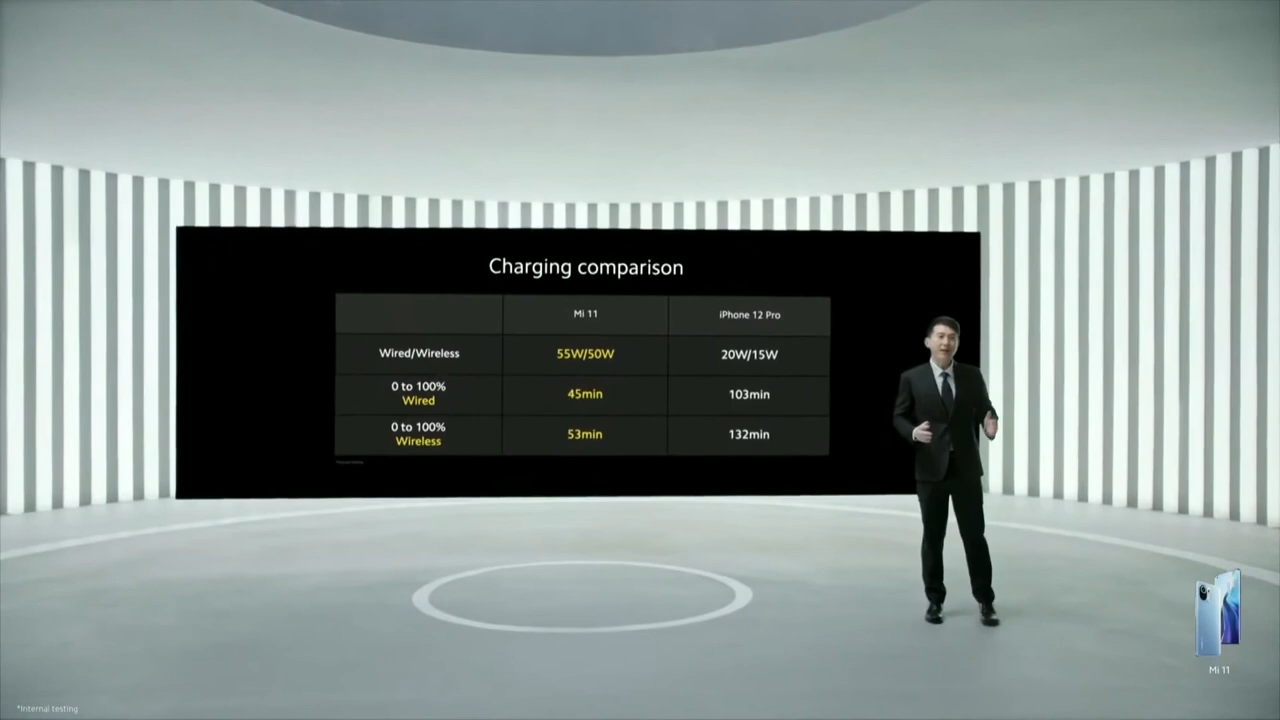 Charging comparison
Mi 11
iPhone 12 Pro
Wired/Wireless
55W/50W
20W/15W
0 to 100%
Wired
45min
103min
0 to 100%
Wireless
53min
132min
Mi 11
*Internal testing